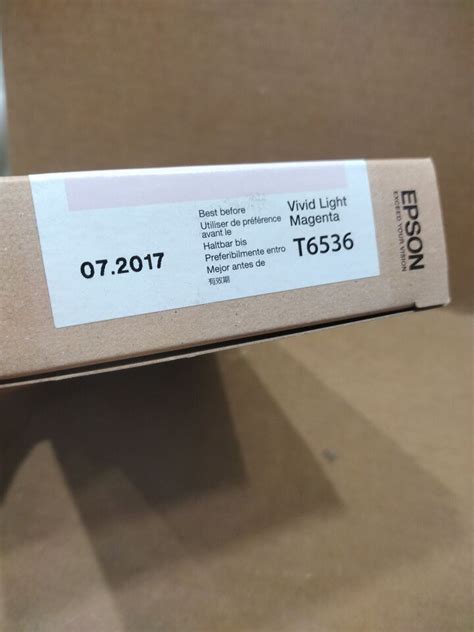 07.2017
Best before
Utiliser de préférence
avant le
Haltbar bis
Preferibilmente entro
Mejor antes de
有效期
Vivid Light
Magenta
T6536
EPSON
EXCEED YOUR VISION